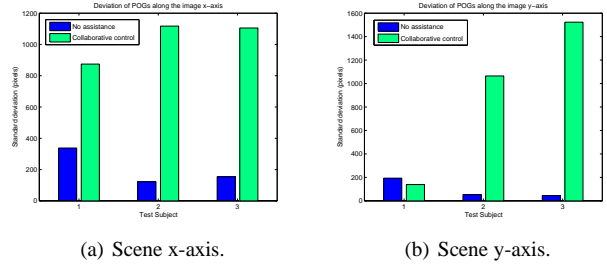 Deviation of POGs along the image x-axis
No assistance
Collaborative control
Standard deviation (pixels)
1200
1000
800
600
400
200
0
1
2
3
Test Subject
(a) Scene x-axis.
Deviation of POGs along the image y-axis
No assistance
Collaborative control
Standard deviation (pixels)
1600
1400
1200
1000
800
600
400
200
0
1
2
3
Test Subject
(b) Scene y-axis.